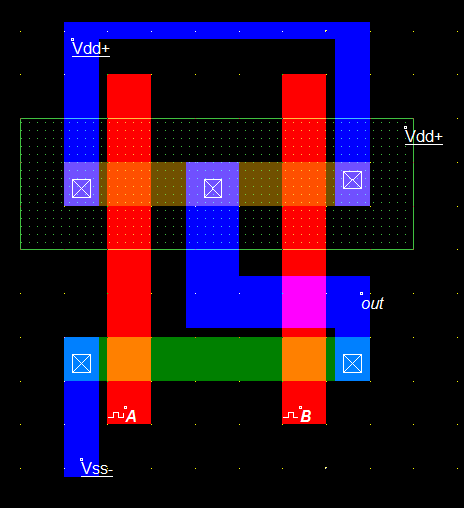 Vdd+
Vdd+
out
A
B
Vss-